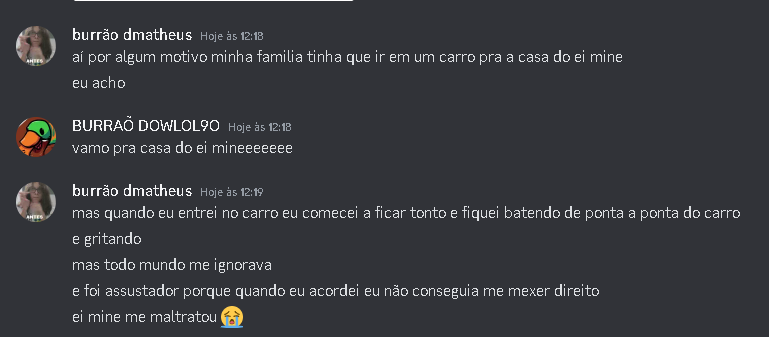 burrão dmatheus Hoje às 12:18
aí por algum motivo minha familia tinha que ir em um carro pra a casa do ei mine
eu acho
BURRAÕ DOWLOL9O Hoje às 12:18
vamo pra casa do ei mineeeeeee
burrão dmatheus Hoje às 12:19
mas quando eu entrei no carro eu comecei a ficar tonto e fiquei batendo de ponta a ponta do carro
e gritando
mas todo mundo me ignorava
e foi assustador porque quando eu acordei eu não conseguia me mexer direito
ei mine me maltratou 😭